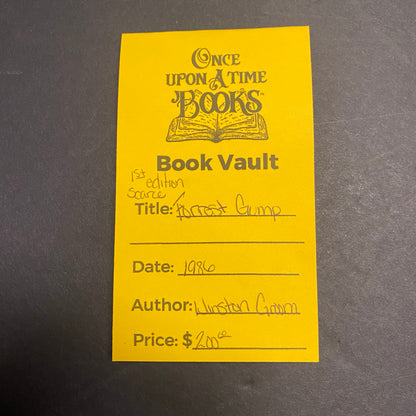 Once
upon A Time
Books
Book Vault
1st
edition
scarce
Title: Forrest Gump
Date: 1986
Author: Winston Groom
Price: $200.00